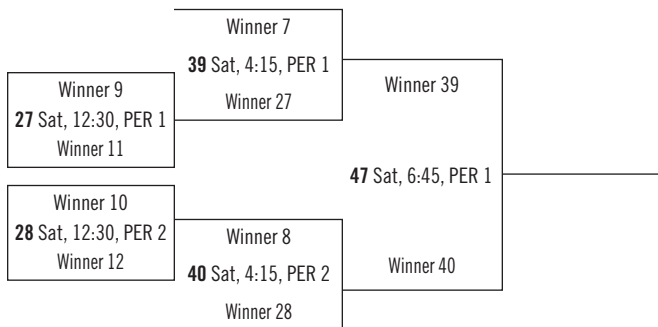 Winner 7
39 Sat, 4:15, PER 1
Winner 27
Winner 9
27 Sat, 12:30, PER 1
Winner 11
Winner 39
47 Sat, 6:45, PER 1
Winner 40
Winner 10
28 Sat, 12:30, PER 2
Winner 12
Winner 8
40 Sat, 4:15, PER 2
Winner 28